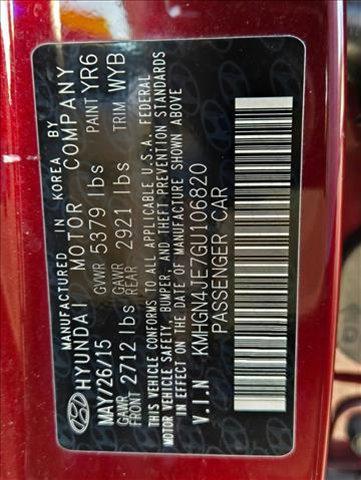 MANUFACTURED IN KOREA BY
HYUNDAI MOTOR COMPANY
MAY/26/15 GVWR 5379 lbs PAINT YR6
GAWR FRONT 2712 lbs GAWR REAR 2921 lbs TRIM WYB
THIS VEHICLE CONFORMS TO ALL APPLICABLE U.S.A. FEDERAL
MOTOR VEHICLE SAFETY, BUMPER, AND THEFT PREVENTION STANDARDS
IN EFFECT ON THE DATE OF MANUFACTURE SHOWN ABOVE
V.I.N KMHGN4JE7GU106820
PASSENGER CAR